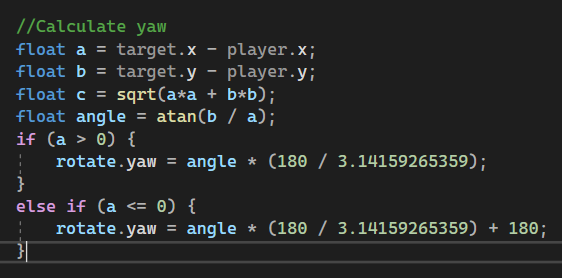 //Calculate yaw
float a = target.x - player.x;
float b = target.y - player.y;
float c = sqrt(a*a + b*b);
float angle = atan(b / a);
if (a > 0) {
    rotate.yaw = angle * (180 / 3.14159265359);
}
else if (a <= 0) {
    rotate.yaw = angle * (180 / 3.14159265359) + 180;
}